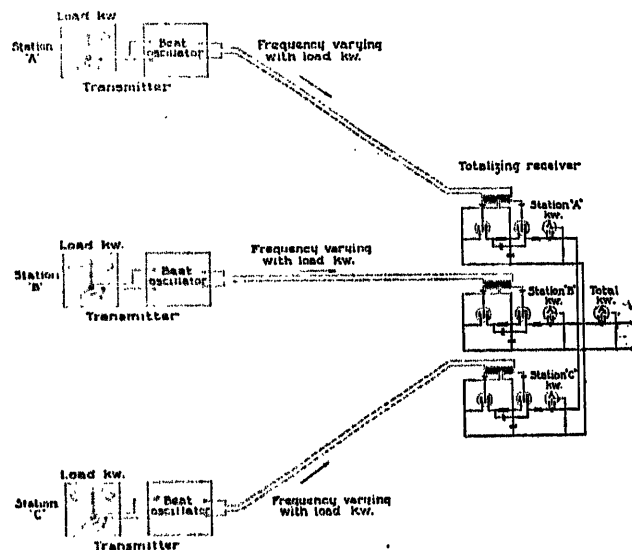 Load kw.
Station
"A"
Beat
oscillator
Transmitter
Frequency varying
with load kw.
Totalizing receiver
Station "A"
kw.
Load kw.
Station
"B"
Beat
oscillator
Transmitter
Frequency varying
with load kw.
Station "B"
kw.
Total
kw.
Station "C"
kw.
Load kw.
Station
"C"
Beat
oscillator
Transmitter
Frequency varying
with load kw.